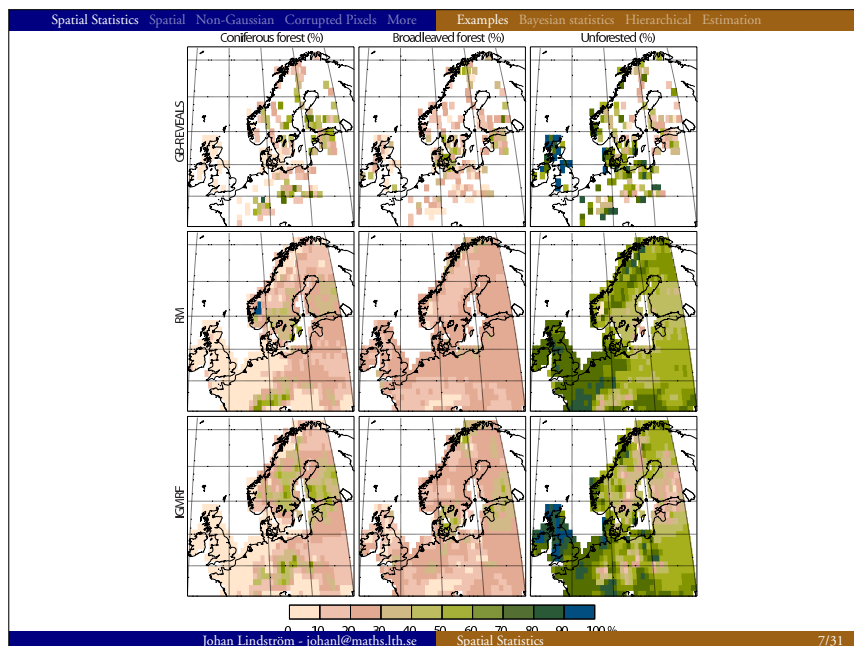 Spatial Statistics Spatial Non-Gaussian Corrupted Pixels More Examples Bayesian statistics Hierarchical Estimation
Coniferous forest (%) Broadleaved forest (%) Unforested (%)
GB-REVEALS
RM
IGMRF
0 10 20 30 40 50 60 70 80 90 100 %
Johan Lindström - johanl@maths.lth.se Spatial Statistics 7/31